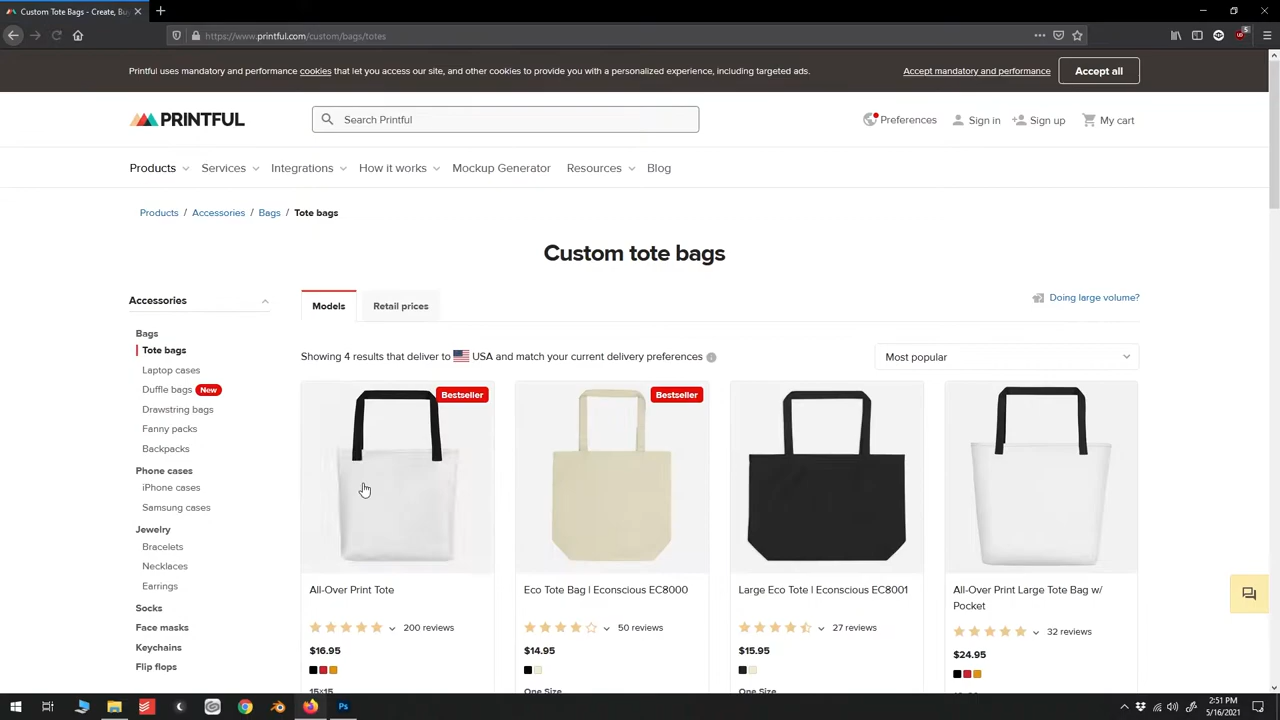 Custom Tote Bags - Create, Bu
https://www.printful.com/custom/bags/totes
Printful uses mandatory and performance cookies that let you access our site, and other cookies to provide you with a personalized experience, including targeted ads.
Accept mandatory and performance
Accept all
PRINTFUL
Search Printful
Preferences
Sign in
Sign up
My cart
Products
Services
Integrations
How it works
Mockup Generator
Resources
Blog
Products / Accessories / Bags / Tote bags
Custom tote bags
Accessories
Bags
Tote bags
Laptop cases
Duffle bags New
Drawstring bags
Fanny packs
Backpacks
Phone cases
iPhone cases
Samsung cases
Jewelry
Bracelets
Necklaces
Earrings
Socks
Face masks
Keychains
Flip flops
Models
Retail prices
Doing large volume?
Showing 4 results that deliver to USA and match your current delivery preferences
Most popular
Bestseller
All-Over Print Tote
200 reviews
$16.95
15×15
Bestseller
Eco Tote Bag | Econscious EC8000
50 reviews
$14.95
One Size
Large Eco Tote | Econscious EC8001
27 reviews
$15.95
One Size
All-Over Print Large Tote Bag w/
Pocket
32 reviews
$24.95
2:51 PM
5/16/2021